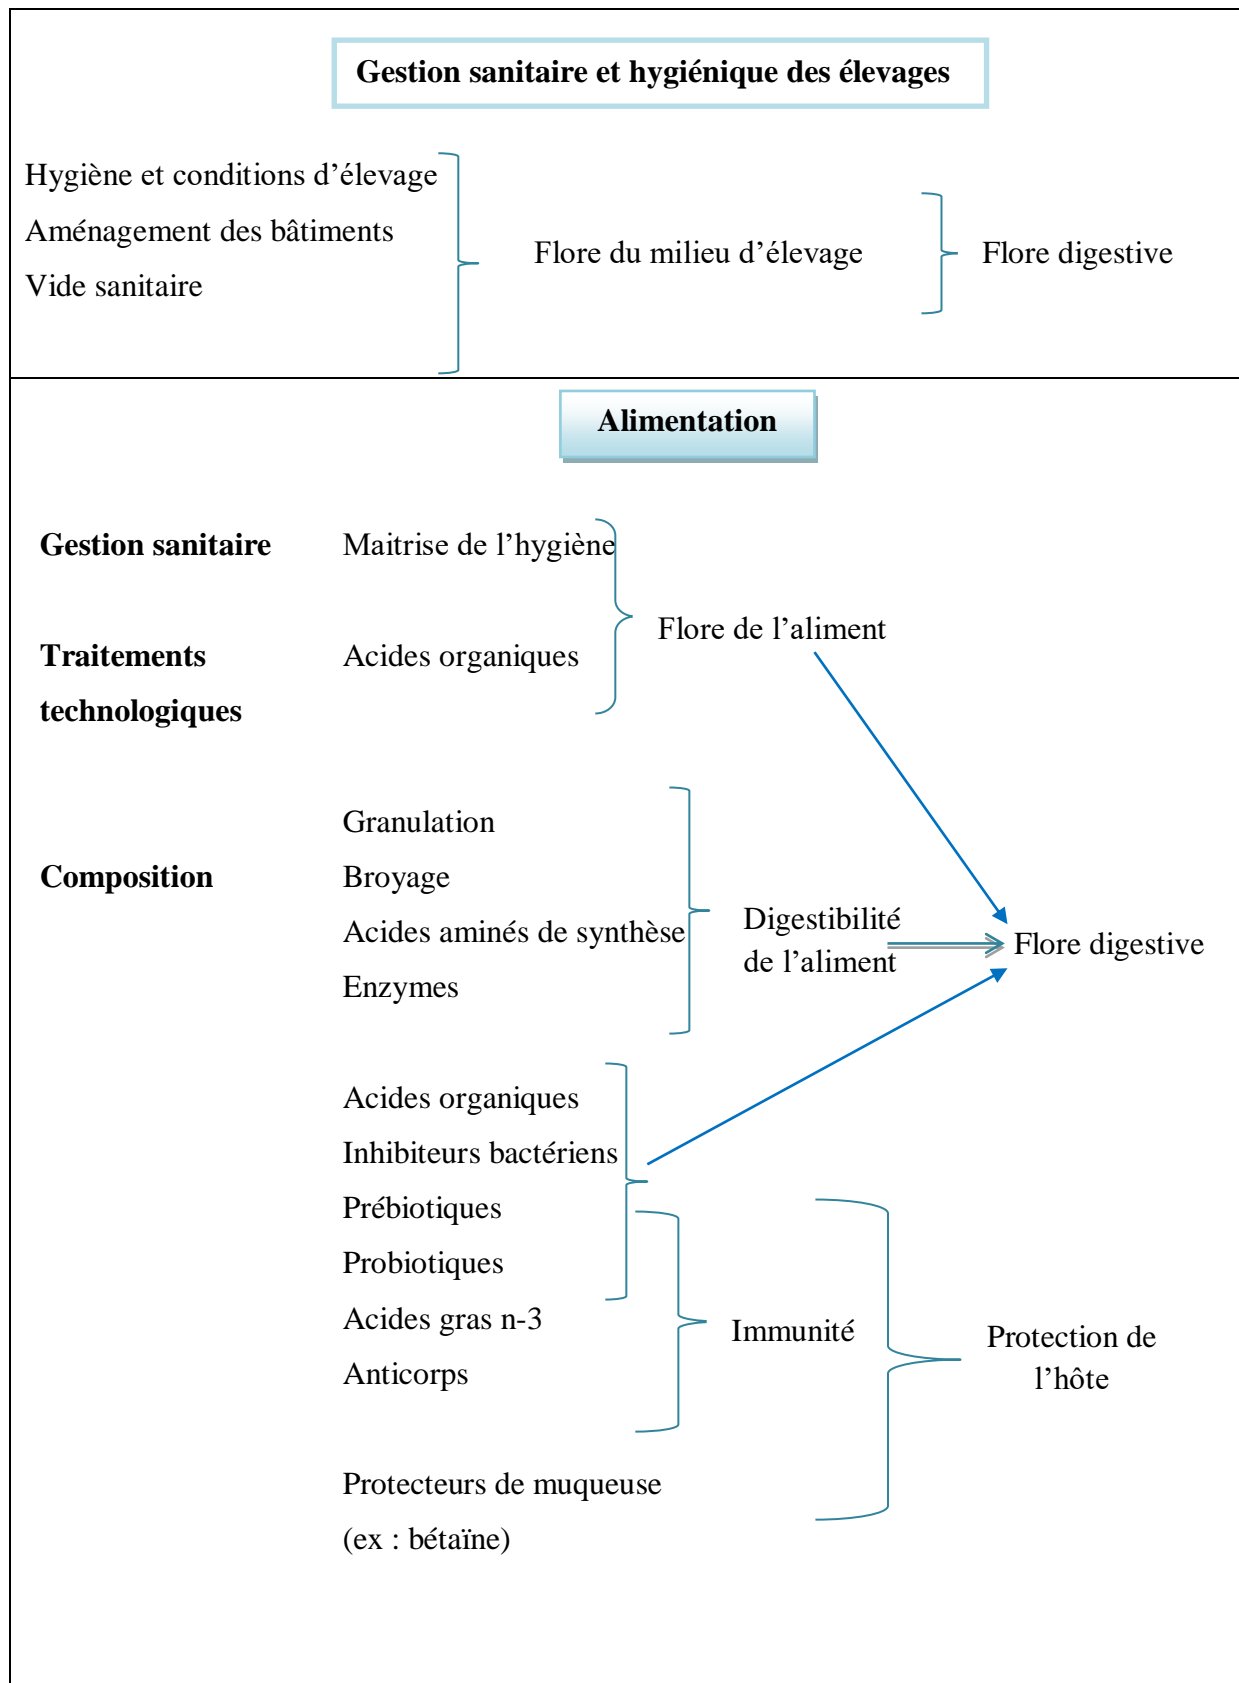 Gestion sanitaire et hygiénique des élevages
Hygiène et conditions d’élevage
Aménagement des bâtiments
Vide sanitaire
Flore du milieu d’élevage
Flore digestive
Alimentation
Gestion sanitaire
Maitrise de l’hygiène
Traitements
technologiques
Acides organiques
Flore de l’aliment
Composition
Granulation
Broyage
Acides aminés de synthèse
Enzymes
Digestibilité
de l’aliment
Flore digestive
Acides organiques
Inhibiteurs bactériens
Prébiotiques
Probiotiques
Acides gras n-3
Anticorps
Immunité
Protection de
l’hôte
Protecteurs de muqueuse
(ex : bétaïne)